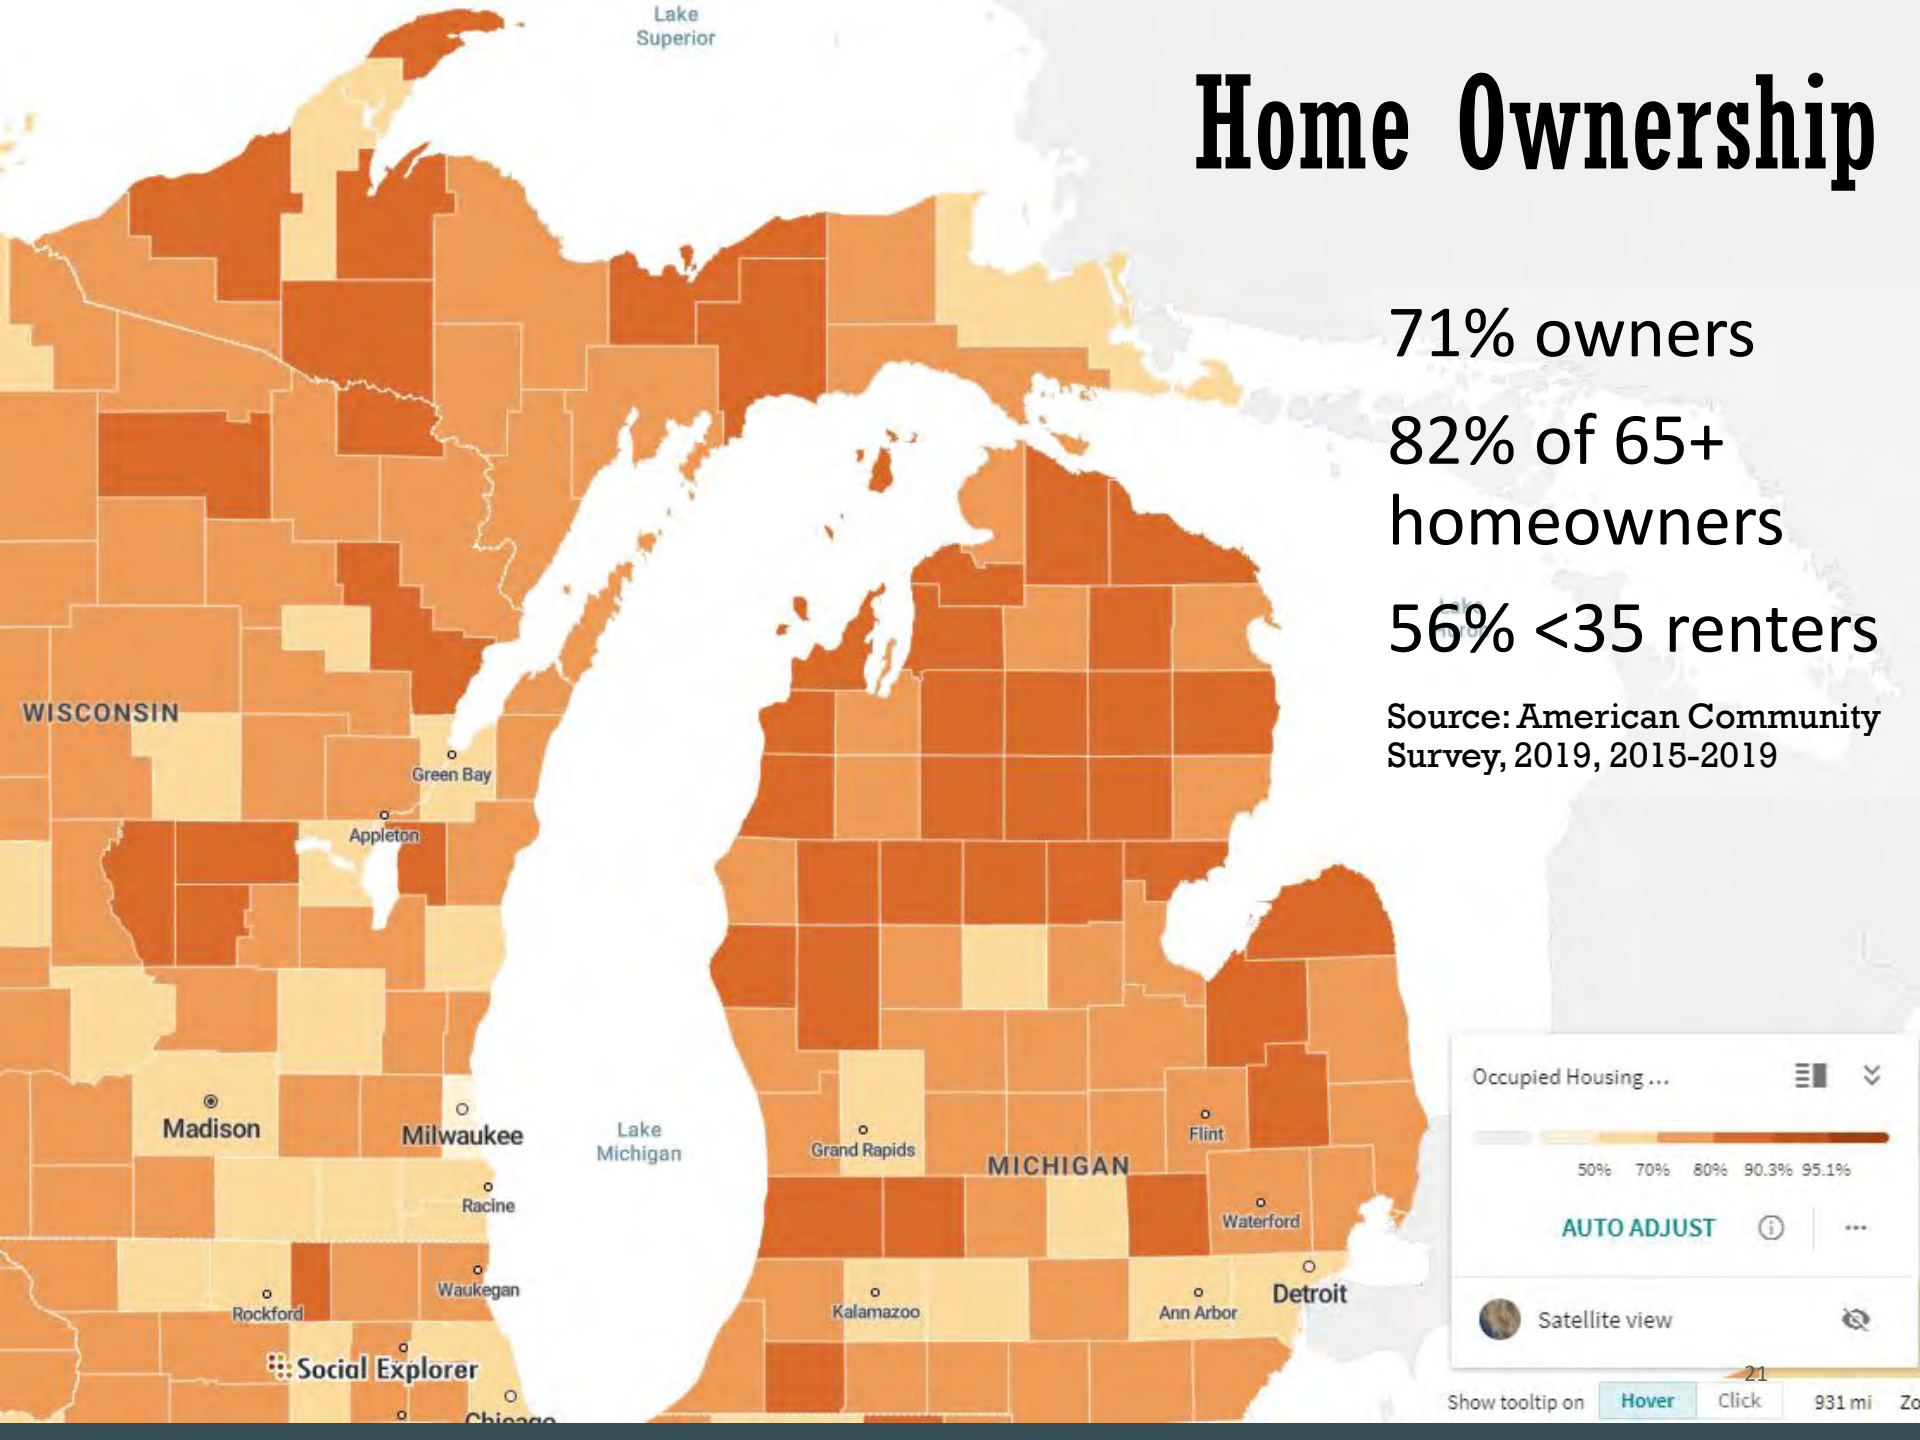 Lake
Superior
Home Ownership
71% owners
82% of 65+
homeowners
56% <35 renters
Lake
Source: American Community
Survey, 2019, 2015-2019
WISCONSIN
Green Bay
Appleton
Madison
Milwaukee
Racine
Waukegan
Rockford
Social Explorer
Chicago
Lake
Michigan
Grand Rapids
MICHIGAN
Flint
Waterford
Kalamazoo
Ann Arbor
Detroit
Occupied Housing ...
50% 70% 80% 90.3% 95.1%
AUTO ADJUST
Satellite view
21
Show tooltip on Hover Click 931 mi Zo